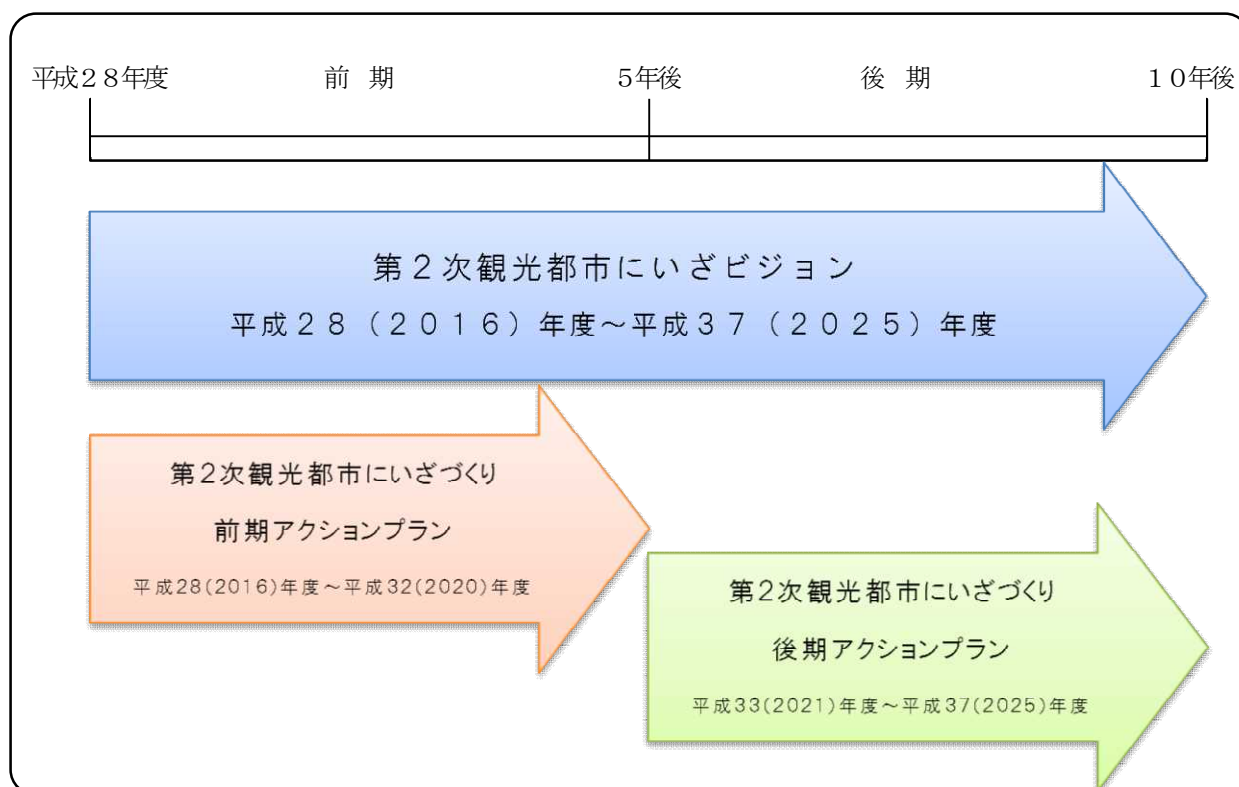 平成２８年度 前 期 5年後 後 期 １０年後
第２次観光都市にいざビジョン
平成２８（２０１６）年度～平成３７（２０２５）年度
第2次観光都市にいざづくり
前期アクションプラン
平成28(2016)年度～平成32(2020)年度
第2次観光都市にいざづくり
後期アクションプラン
平成33(2021)年度～平成37(2025)年度